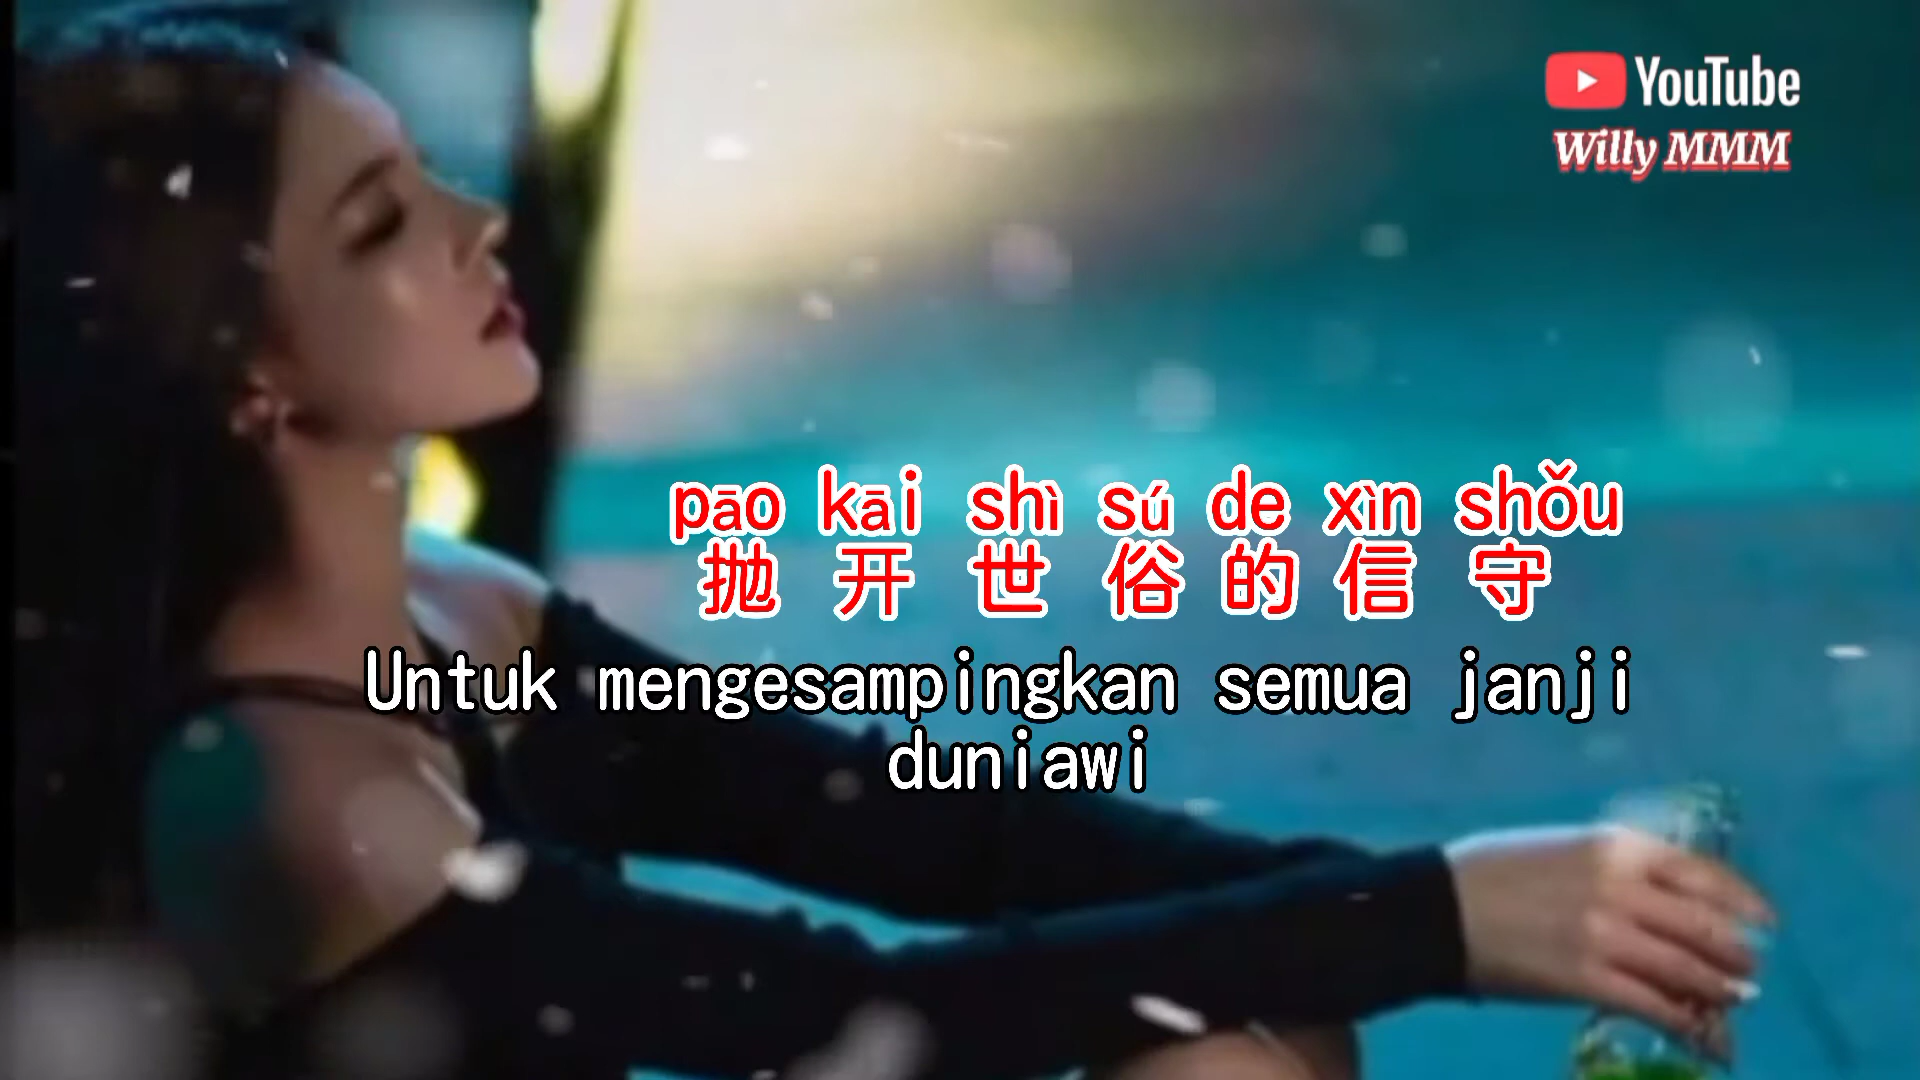 YouTube
Willy MMM
pāo kāi shì sú de xìn shǒu
抛 开 世 俗 的 信 守
Untuk mengesampingkan semua janji
duniawi